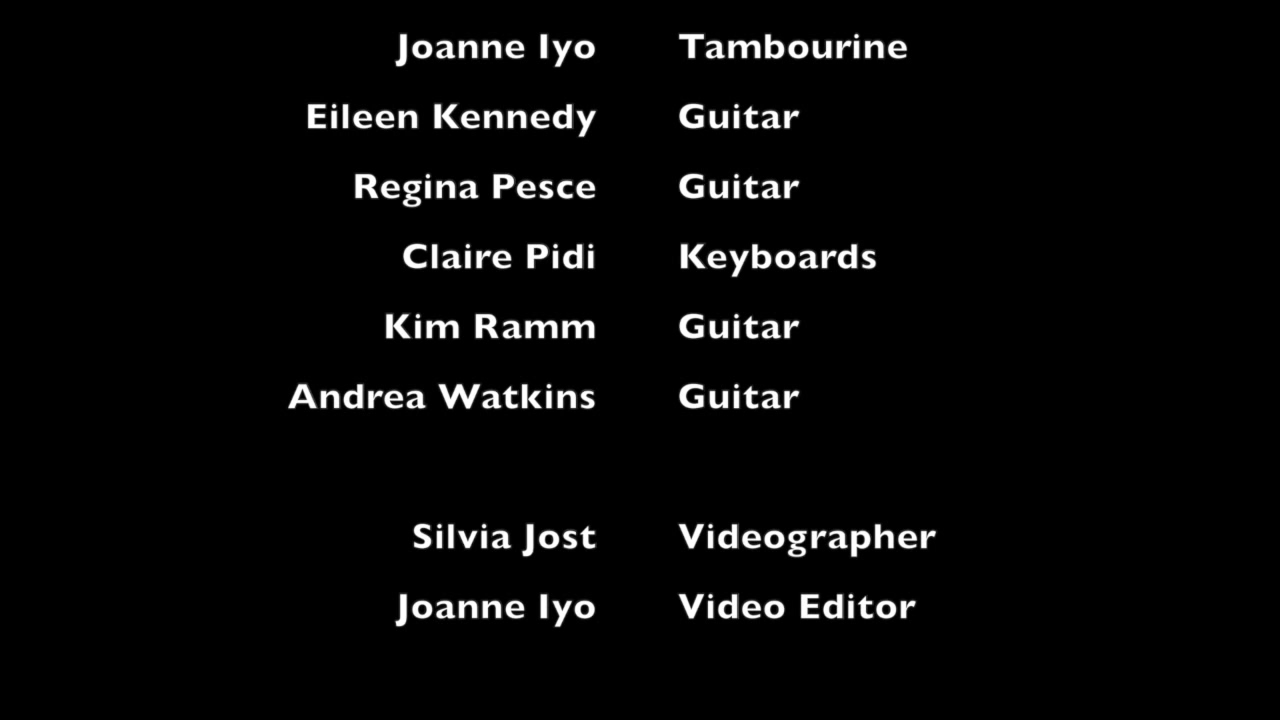 Joanne Iyo Tambourine
Eileen Kennedy Guitar
Regina Pesce Guitar
Claire Pidi Keyboards
Kim Ramm Guitar
Andrea Watkins Guitar
Silvia Jost Videographer
Joanne Iyo Video Editor